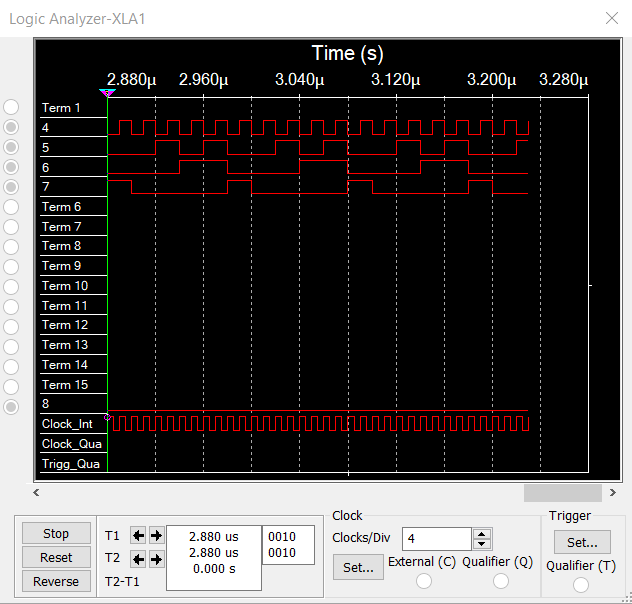 Logic Analyzer-XLA1
Time (s)
2.880µ 2.960µ 3.040µ 3.120µ 3.200µ 3.280µ
Term 1
4
5
6
7
Term 6
Term 7
Term 8
Term 9
Term 10
Term 11
Term 12
Term 13
Term 14
Term 15
8
Clock_Int
Clock_Qua
Trigg_Qua
Stop
Reset
Reverse
T1 2.880 us 0010
T2 2.880 us 0010
T2-T1 0.000 s
Clock
Clocks/Div 4
Set...
External (C) Qualifier (Q)
Trigger
Set...
Qualifier (T)